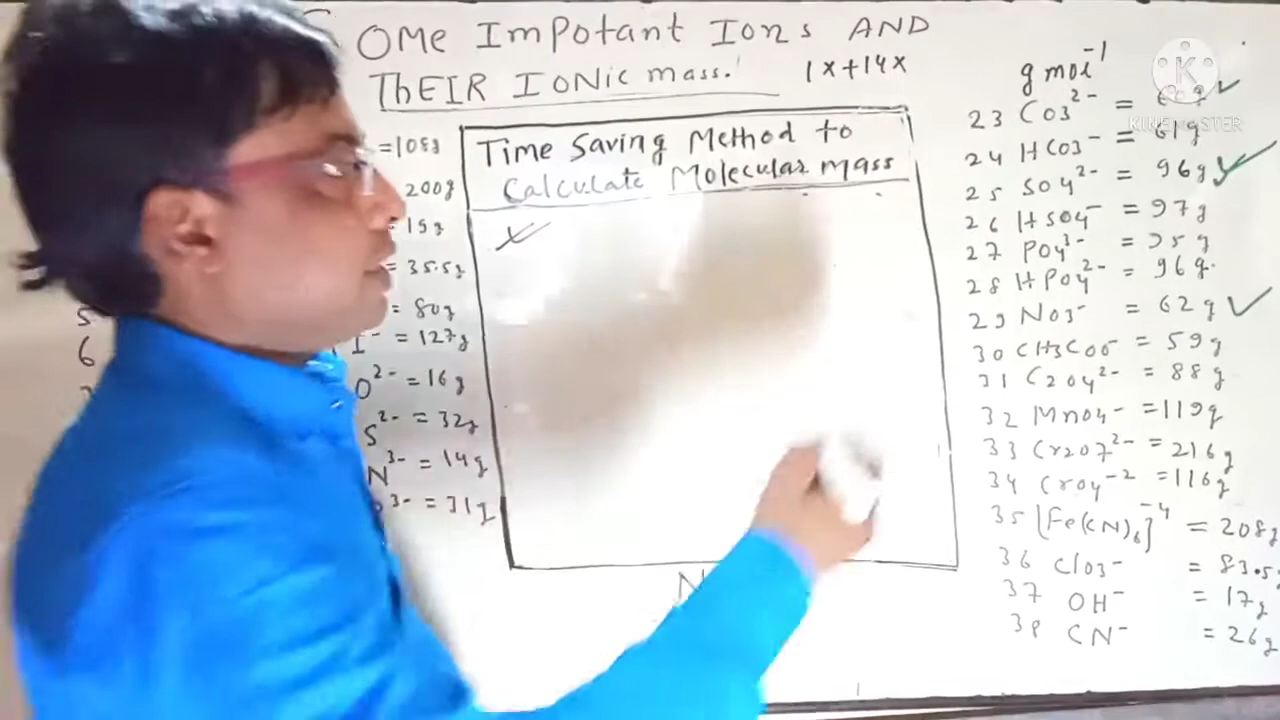 OMe ImPotant Ions AND
ThEIR IONic mass. 1x+14x
g mol⁻¹
K
KINEMASTER
Time Saving Method to
Calculate Molecular mass
=108g
200g
= 15g
= 35.5g
5 = 80g
6 I⁻ = 127g
O²⁻ = 16g
S²⁻ = 32g
N³⁻ = 14g
³⁻ = 31g
N
23 CO3²⁻ =
24 HCO3⁻ = 61g
25 SO4²⁻ = 96g
26 HSO4⁻ = 97g
27 PO4³⁻ = 95g
28 HPO4²⁻ = 96g.
29 NO3⁻ = 62g
30 CH3COO⁻ = 59g
31 C2O4²⁻ = 88g
32 MnO4⁻ =119g
33 Cr2O7²⁻ = 216g
34 CrO4⁻² =116g
35 [Fe(CN)6]⁻⁴ = 208g
36 ClO3⁻ = 83.5
37 OH⁻ = 17g
38 CN⁻ = 26g